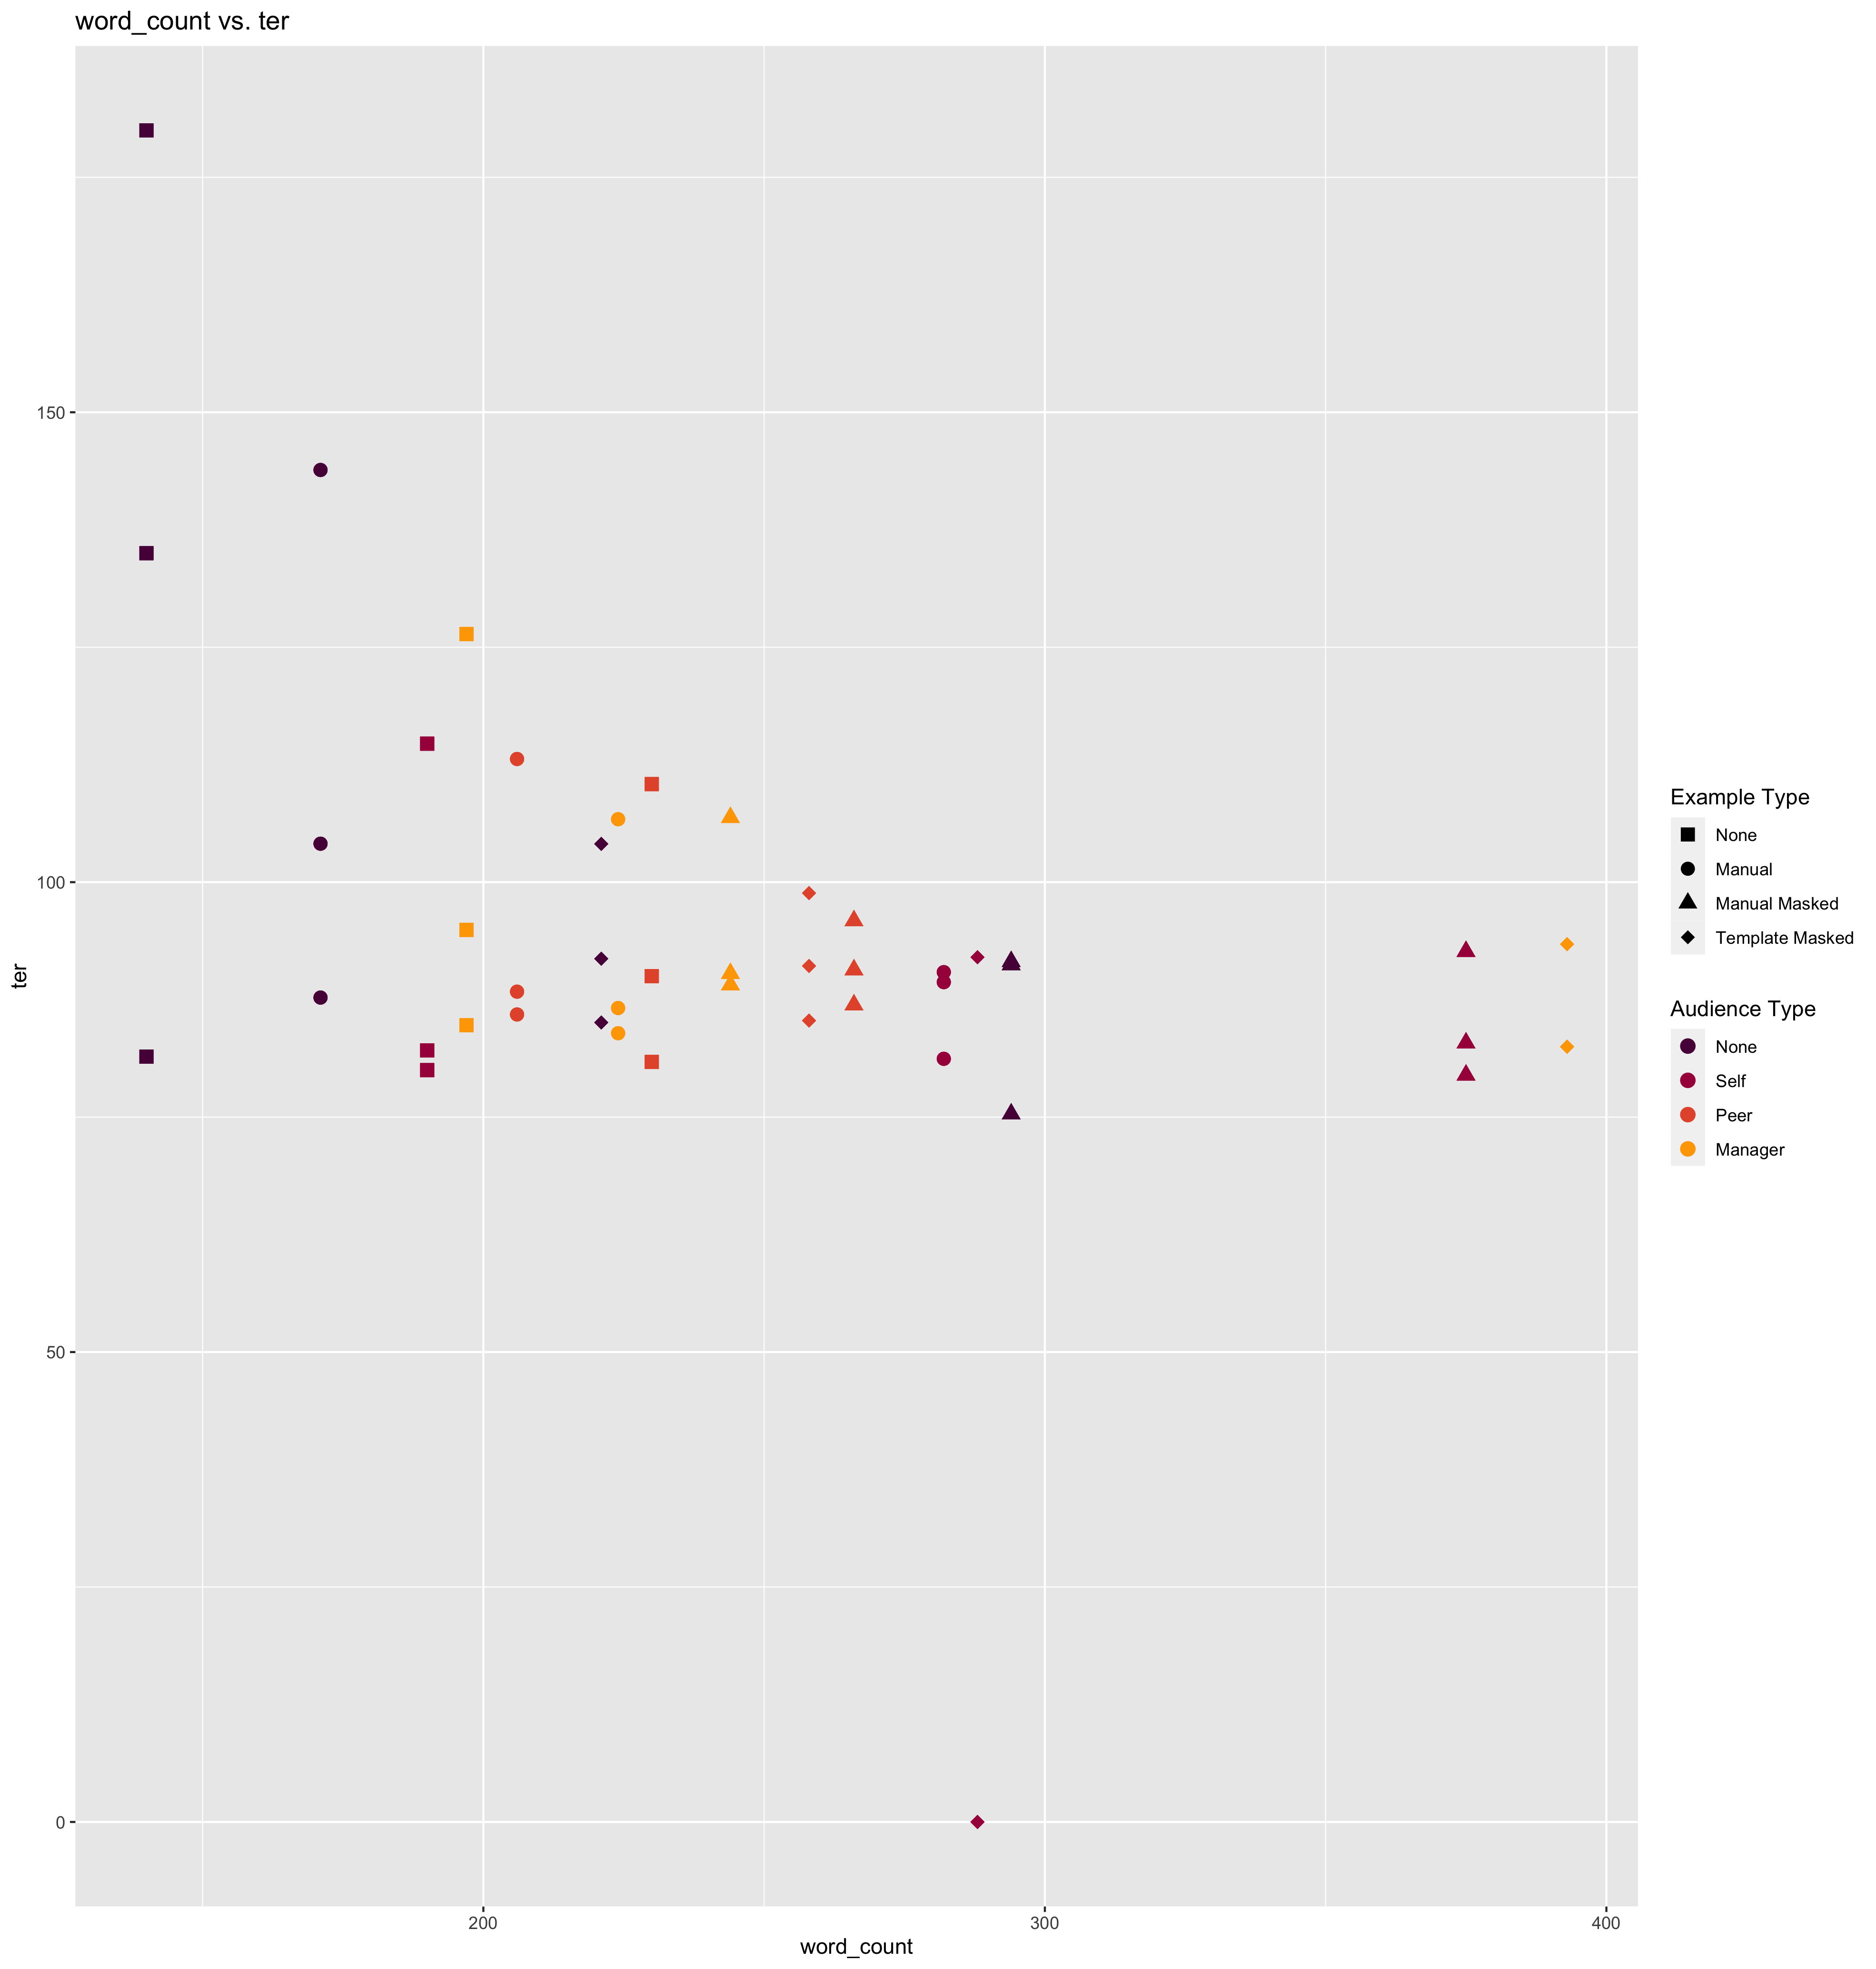 word_count vs. ter
150
100
50
0
ter
200
300
400
word_count
Example Type
None
Manual
Manual Masked
Template Masked
Audience Type
None
Self
Peer
Manager